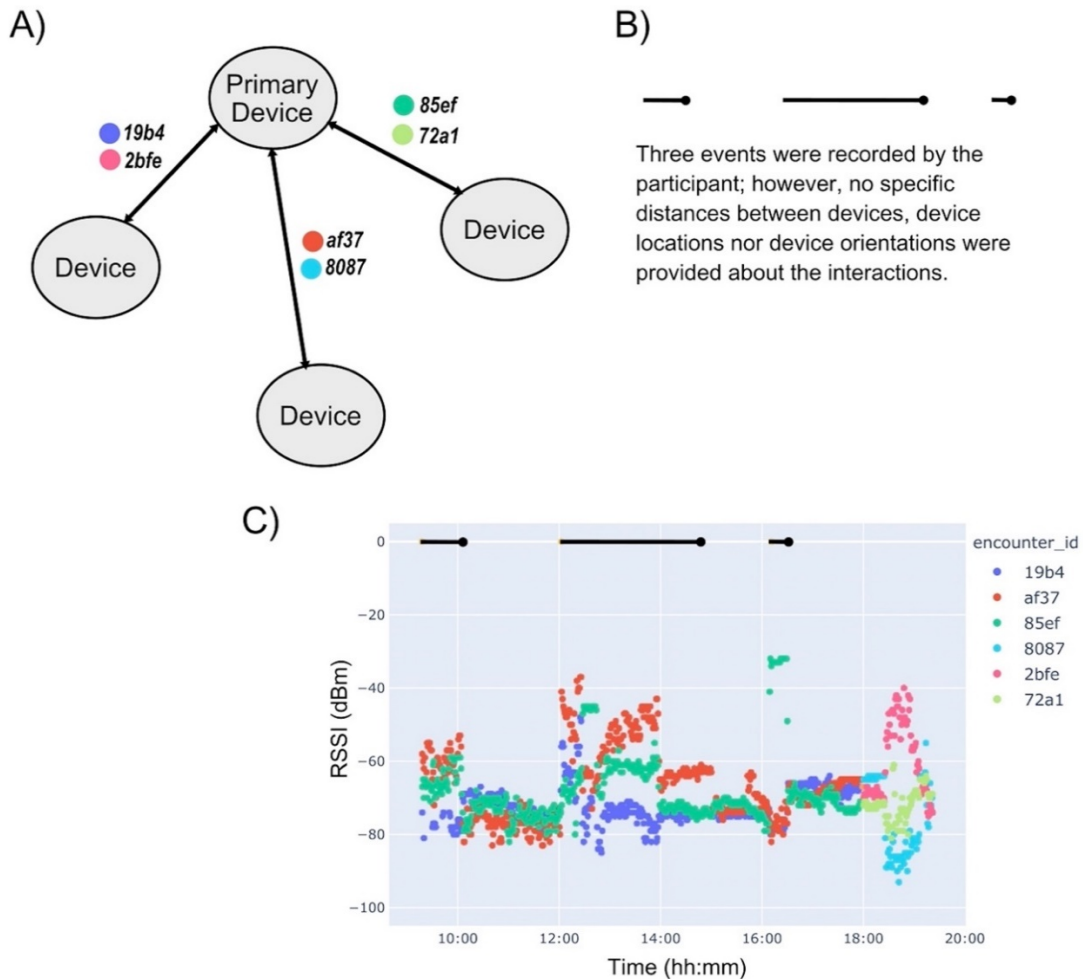 A)
Primary
Device
19b4
2bfe
85ef
72a1
af37
8087
Device
Device
Device
B)
Three events were recorded by the
participant; however, no specific
distances between devices, device
locations nor device orientations were
provided about the interactions.
C)
RSSI (dBm)
0
−20
−40
−60
−80
−100
10:00
12:00
14:00
16:00
18:00
20:00
Time (hh:mm)
encounter_id
19b4
af37
85ef
8087
2bfe
72a1